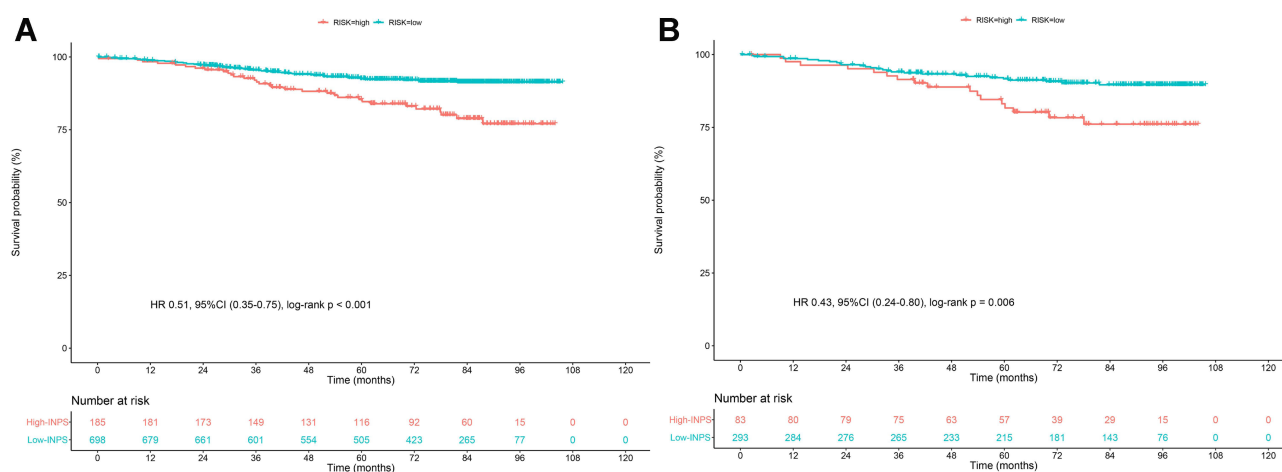 A
RISK=high RISK=low
100
75
50
25
0
Survival probability (%)
HR 0.51, 95%CI (0.35-0.75), log-rank p < 0.001
0 12 24 36 48 60 72 84 96 108 120
Time (months)
Number at risk
High-INPS 185 181 173 149 131 116 92 60 15 0 0
Low-INPS 698 679 661 601 554 505 423 265 77 0 0
0 12 24 36 48 60 72 84 96 108 120
Time (months)
B
RISK=high RISK=low
100
75
50
25
0
Survival probability (%)
HR 0.43, 95%CI (0.24-0.80), log-rank p = 0.006
0 12 24 36 48 60 72 84 96 108 120
Time (months)
Number at risk
High-INPS 83 80 79 75 63 57 39 29 15 0 0
Low-INPS 293 284 276 265 233 215 181 143 76 0 0
0 12 24 36 48 60 72 84 96 108 120
Time (months)